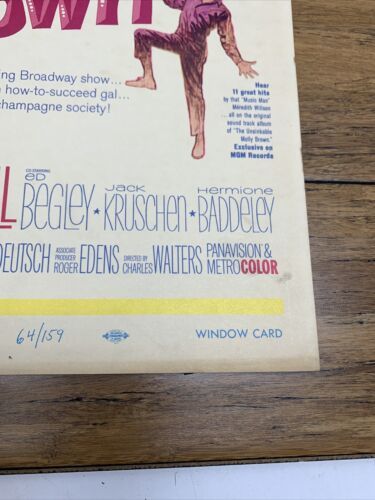 ing Broadway show...
how-to-succeed gal...
champagne society!
Hear
11 great hits
by that "Music Man"
Meredith Willson
...all on the original
sound track album
of "The Unsinkable
Molly Brown."
Exclusive on
MGM Records
CO-STARRING
ED BEGLEY ★ Jack KRUSCHEN ★ Hermione BADDELEY
DEUTSCH ASSOCIATE PRODUCER ROGER EDENS DIRECTED BY CHARLES WALTERS PANAVISION & METROCOLOR
64/159
WINDOW CARD